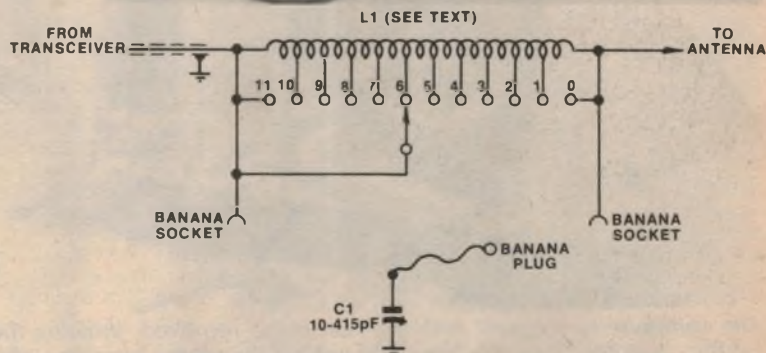 L1 (SEE TEXT)
FROM
TRANSCEIVER
TO
ANTENNA
11 10 9 8 7 6 5 4 3 2 1 0
BANANA
SOCKET
BANANA
SOCKET
BANANA
PLUG
C1
10-415pF